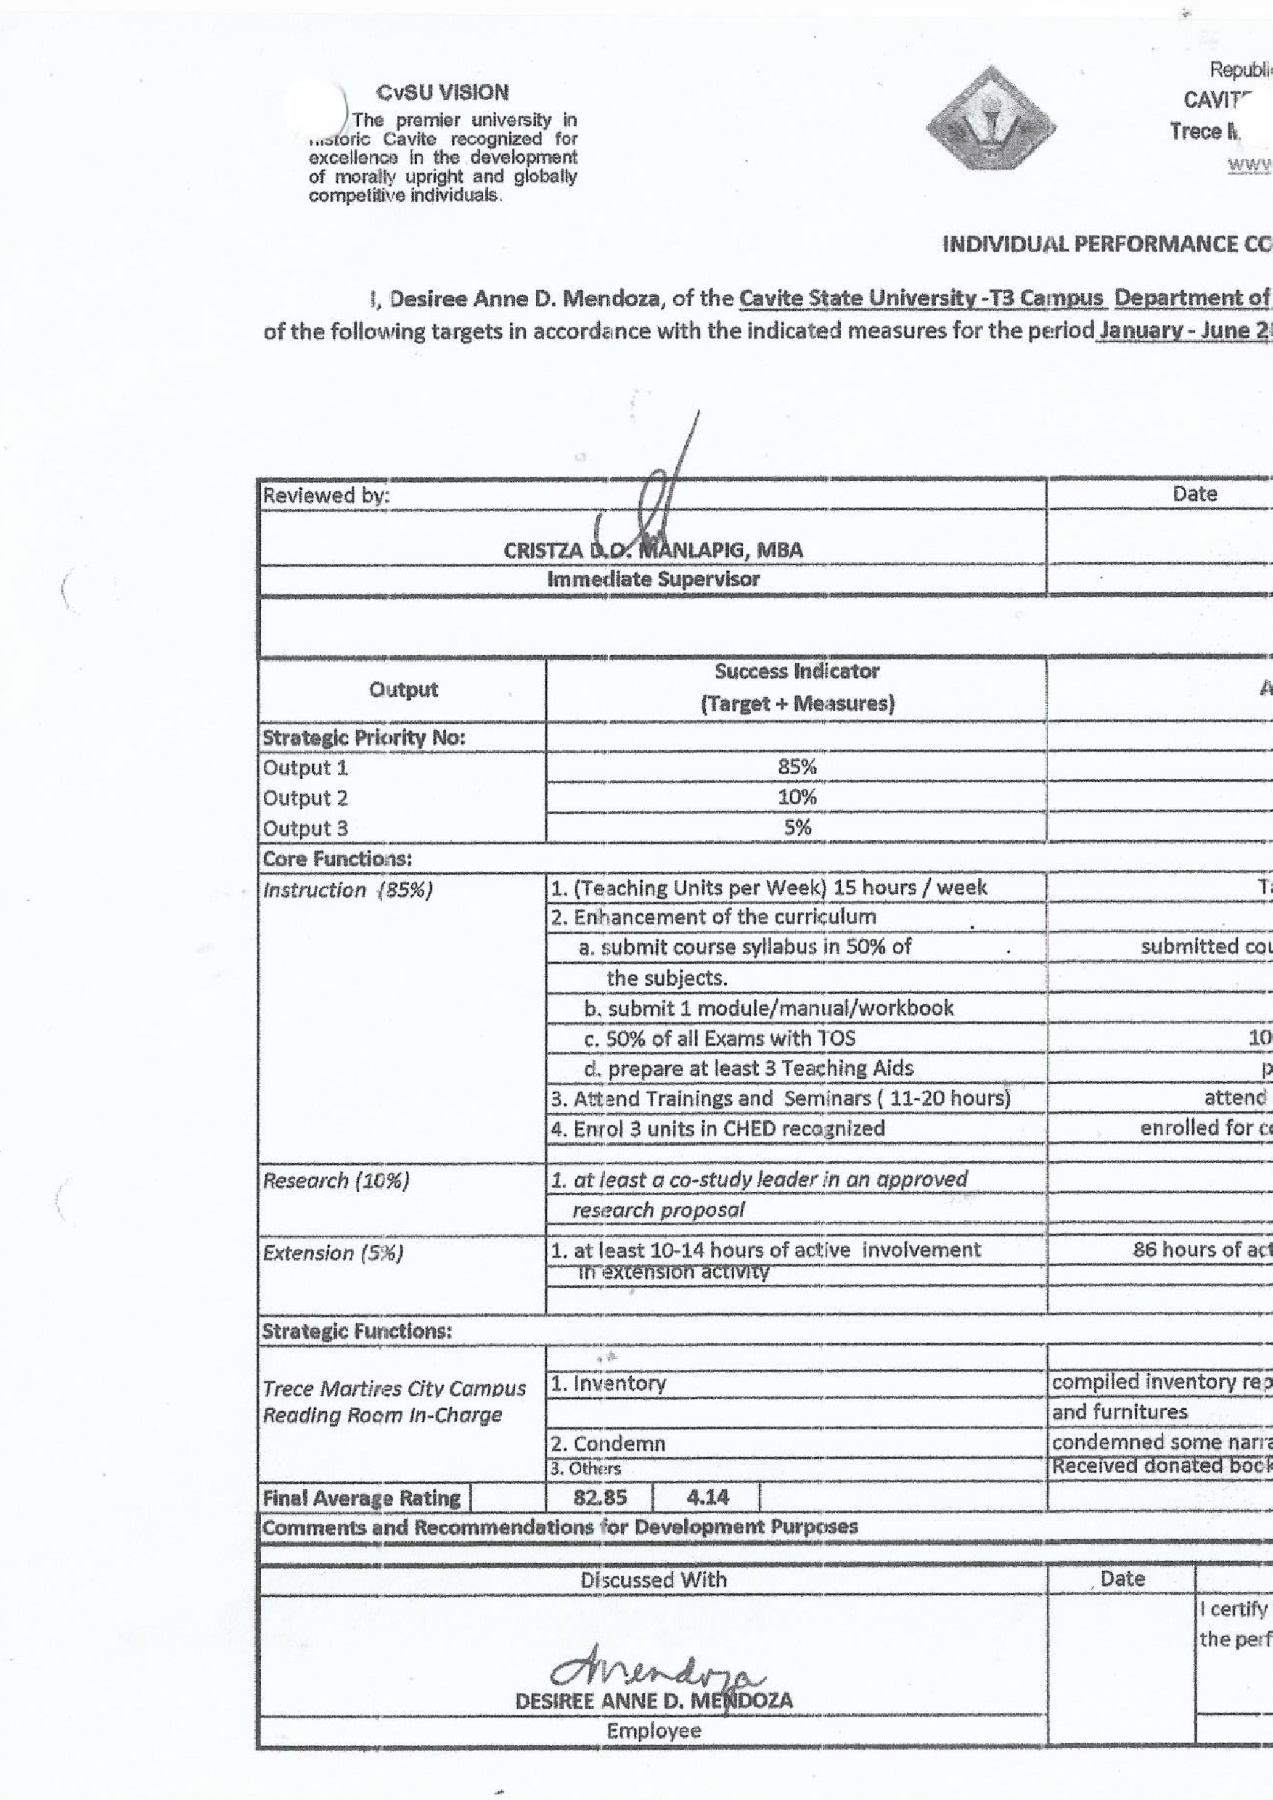 CvSU VISION
The premier university in
historic Cavite recognized for
excellence in the development
of morally upright and globally
competitive individuals.
Republi
CAVIT
Trece M
www
INDIVIDUAL PERFORMANCE CO
I, Desiree Anne D. Mendoza, of the Cavite State University -T3 Campus Department of
of the following targets in accordance with the indicated measures for the period January - June 2
Reviewed by:
Date
CRISTZA D.O. MANLAPIG, MBA
Immediate Supervisor
Output
Success Indicator
(Target + Measures)
A
Strategic Priority No:
Output 1 85%
Output 2 10%
Output 3 5%
Core Functions:
Instruction (85%) 1. (Teaching Units per Week) 15 hours / week T
2. Enhancement of the curriculum
a. submit course syllabus in 50% of submitted cou
the subjects.
b. submit 1 module/manual/workbook
c. 50% of all Exams with TOS 10
d. prepare at least 3 Teaching Aids p
3. Attend Trainings and Seminars ( 11-20 hours) attend
4. Enrol 3 units in CHED recognized enrolled for co
Research (10%) 1. at least a co-study leader in an approved
research proposal
Extension (5%) 1. at least 10-14 hours of active involvement 86 hours of act
in extension activity
Strategic Functions:
Trece Martires City Campus
Reading Room In-Charge
1. Inventory compiled inventory rep
and furnitures
2. Condemn condemned some narra
3. Others Received donated book
Final Average Rating 82.85 4.14
Comments and Recommendations for Development Purposes
Discussed With Date
I certify
the perf
Amendoza
DESIREE ANNE D. MENDOZA
Employee